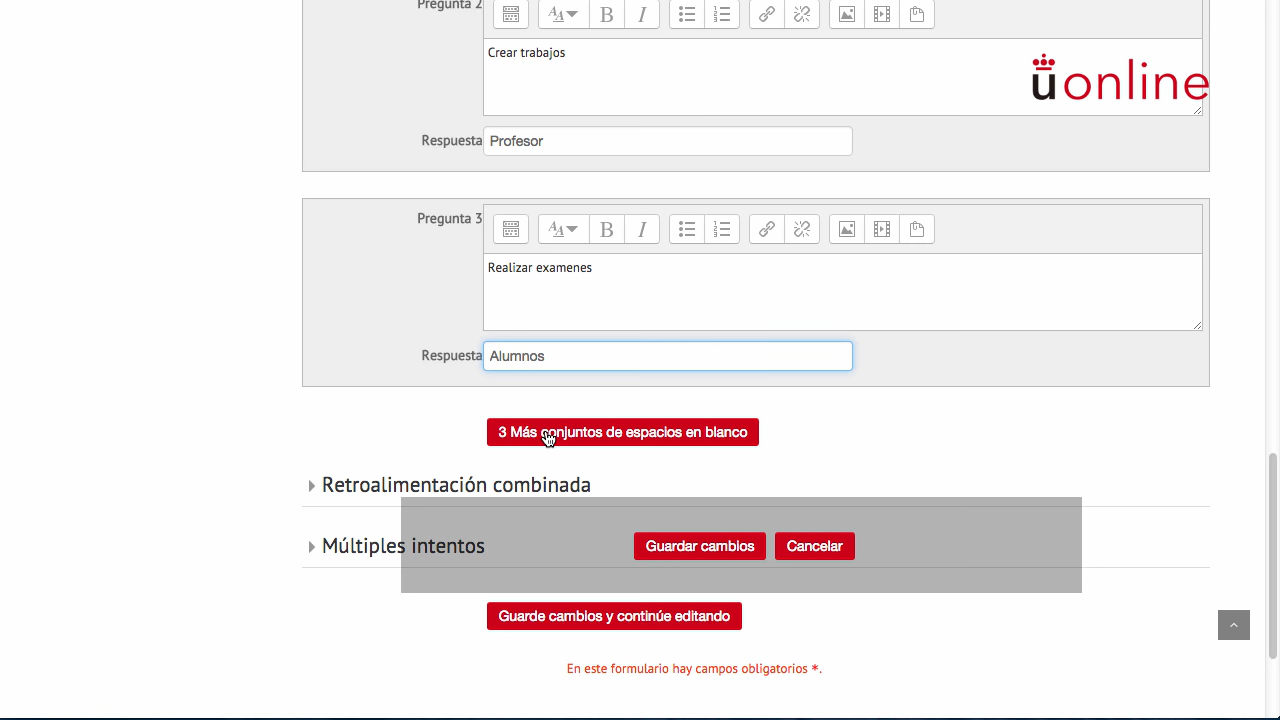 Pregunta 2
Crear trabajos
ü online
Respuesta
Profesor
Pregunta 3
Realizar examenes
Respuesta
Alumnos
3 Más conjuntos de espacios en blanco
Retroalimentación combinada
Múltiples intentos
Guardar cambios
Cancelar
Guarde cambios y continúe editando
En este formulario hay campos obligatorios *.